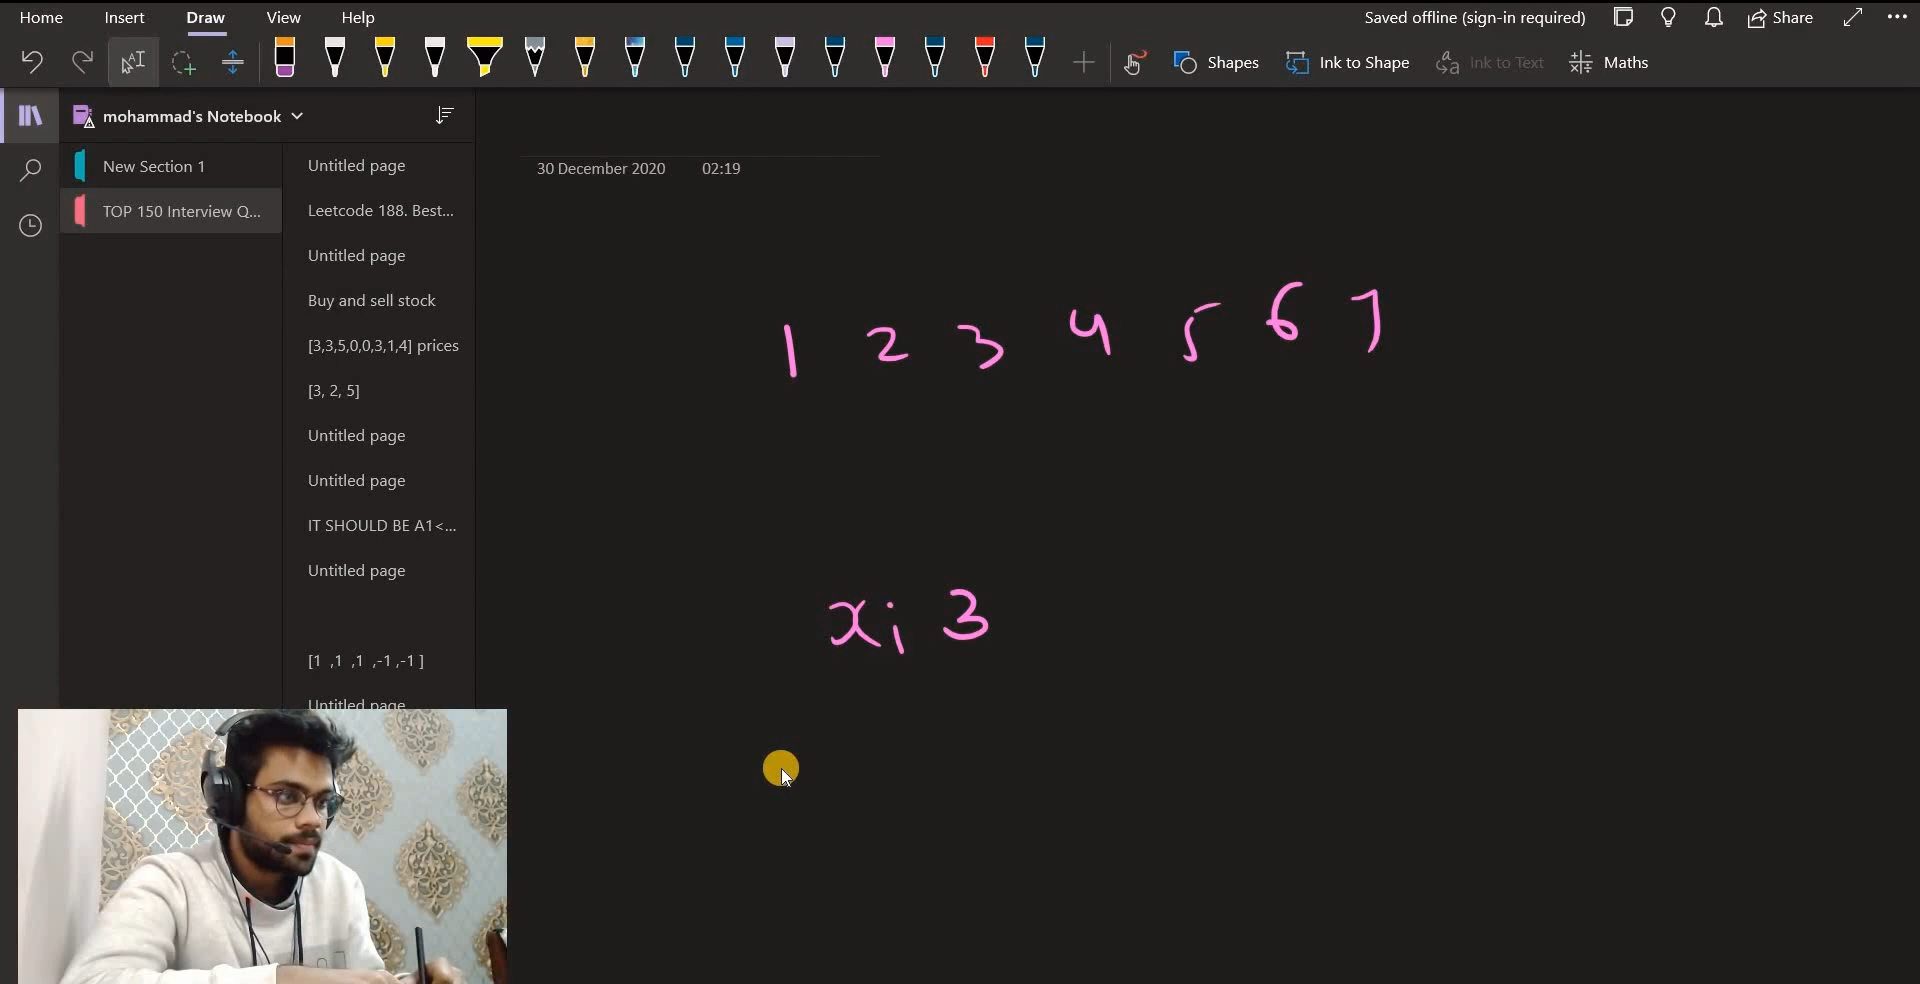 Home Insert Draw View Help Saved offline (sign-in required) Share
Ink to Text Shapes Ink to Shape Maths
mohammad's Notebook
New Section 1
TOP 150 Interview Q...
Untitled page
Leetcode 188. Best...
Untitled page
Buy and sell stock
[3,3,5,0,0,3,1,4] prices
[3, 2, 5]
Untitled page
Untitled page
IT SHOULD BE A1<...
Untitled page
[1 ,1 ,1 ,-1 ,-1 ]
Untitled page
30 December 2020 02:19
1 2 3 4 5 6 7
xi 3